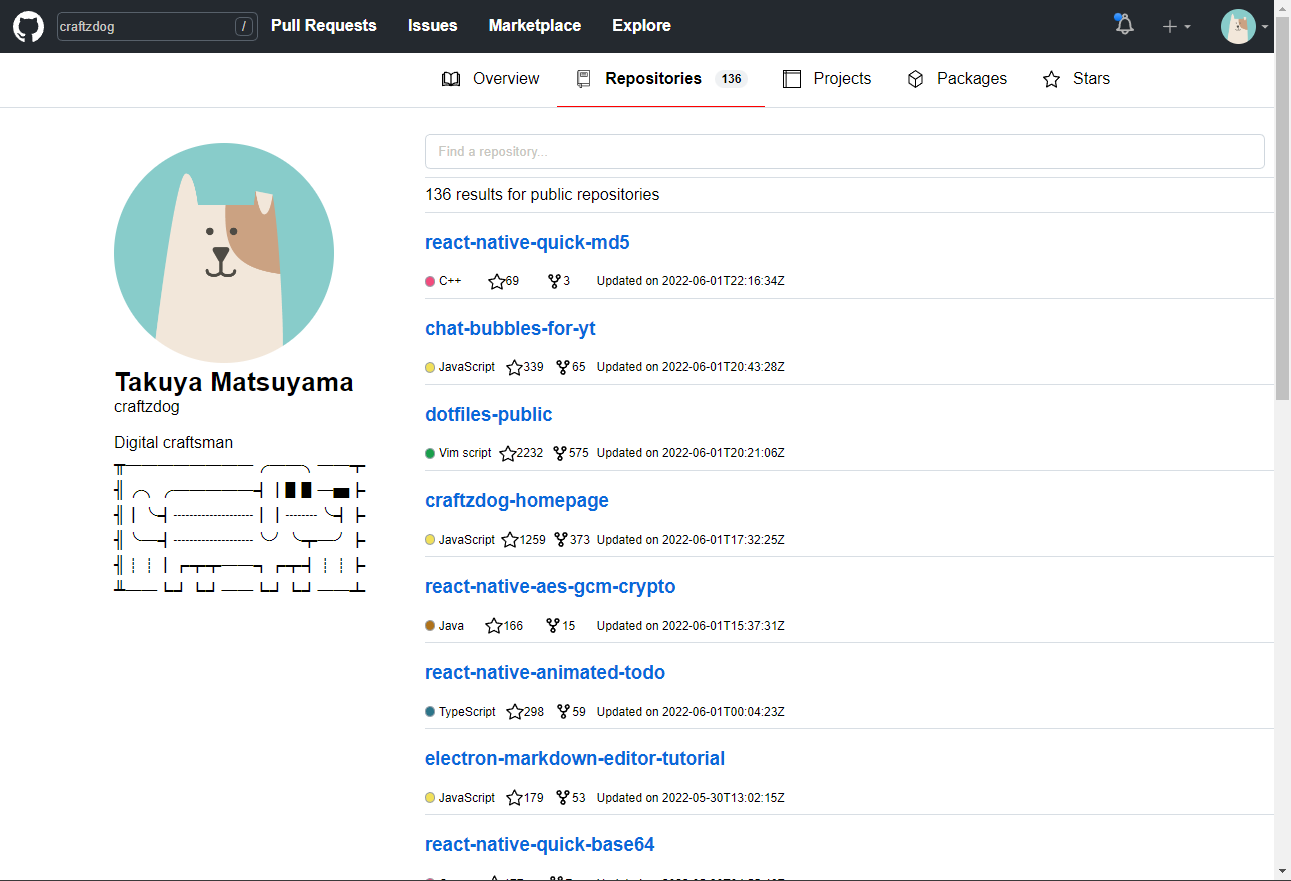 craftzdog / Pull Requests Issues Marketplace Explore
Overview Repositories 136 Projects Packages Stars
Find a repository...
136 results for public repositories
react-native-quick-md5
C++ 69 3 Updated on 2022-06-01T22:16:34Z
chat-bubbles-for-yt
JavaScript 339 65 Updated on 2022-06-01T20:43:28Z
dotfiles-public
Vim script 2232 575 Updated on 2022-06-01T20:21:06Z
craftzdog-homepage
JavaScript 1259 373 Updated on 2022-06-01T17:32:25Z
react-native-aes-gcm-crypto
Java 166 15 Updated on 2022-06-01T15:37:31Z
react-native-animated-todo
TypeScript 298 59 Updated on 2022-06-01T00:04:23Z
electron-markdown-editor-tutorial
JavaScript 179 53 Updated on 2022-05-30T13:02:15Z
react-native-quick-base64
Takuya Matsuyama
craftzdog
Digital craftsman